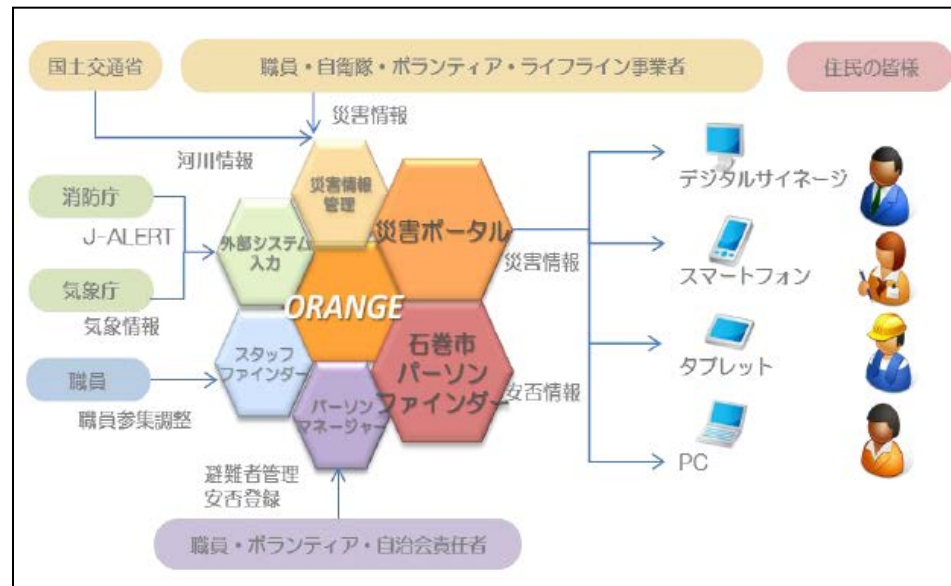 国土交通省
職員・自衛隊・ボランティア・ライフライン事業者
住民の皆様
災害情報
河川情報
消防庁
J-ALERT
気象庁
気象情報
職員
職員参集調整
災害情報
管理
外部システム
入力
災害ポータル
ORANGE
スタッフ
ファインダー
パーソン
マネージャー
石巻市
パーソン
ファインダー
災害情報
安否情報
デジタルサイネージ
スマートフォン
タブレット
PC
避難者管理
安否登録
職員・ボランティア・自治会責任者